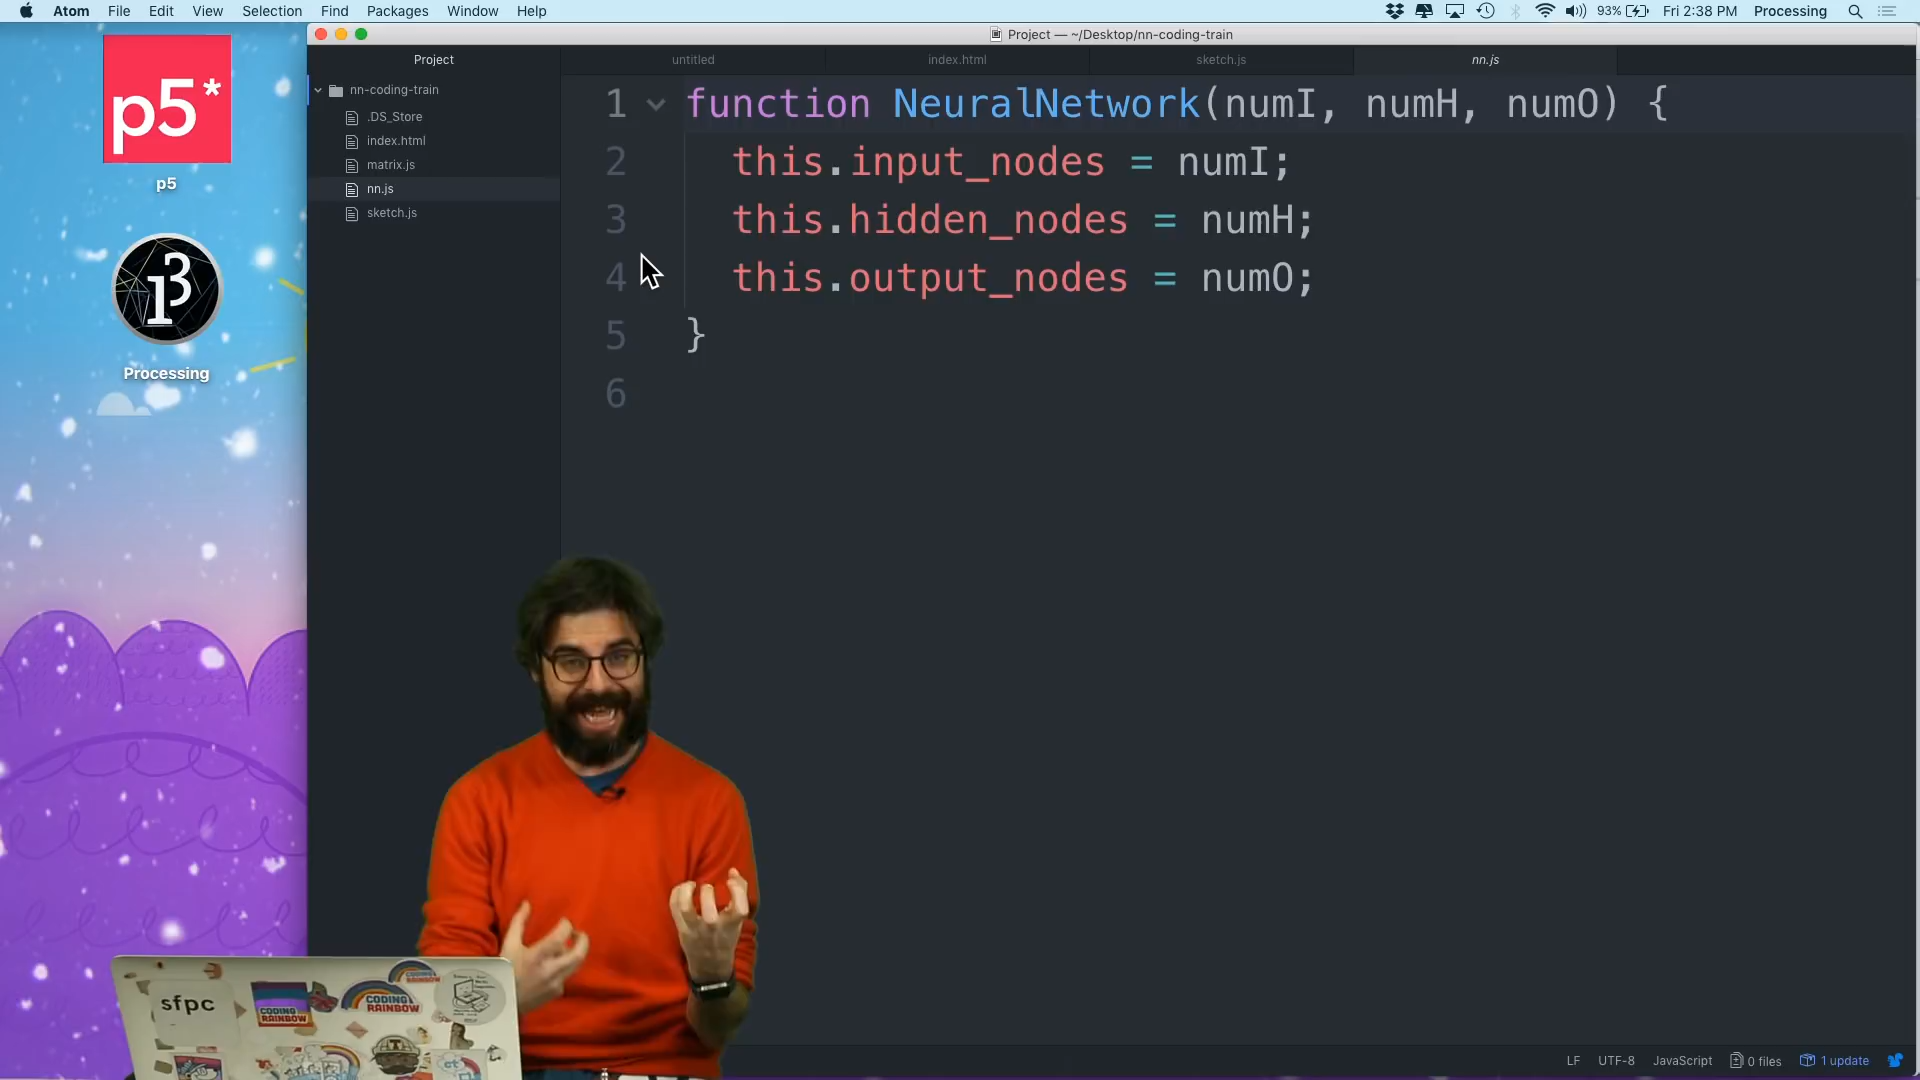 Atom File Edit View Selection Find Packages Window Help
93% Fri 2:38 PM Processing
p5*
p5
Processing
Project — ~/Desktop/nn-coding-train
Project
untitled
index.html
sketch.js
nn.js
nn-coding-train
.DS_Store
index.html
matrix.js
nn.js
sketch.js
1 function NeuralNetwork(numI, numH, numO) {
2 this.input_nodes = numI;
3 this.hidden_nodes = numH;
4 this.output_nodes = numO;
5 }
6
sfpc
CODING RAINBOW
CODING RAINBOW
CODING RAINBOW
LF UTF-8 JavaScript 0 files 1 update